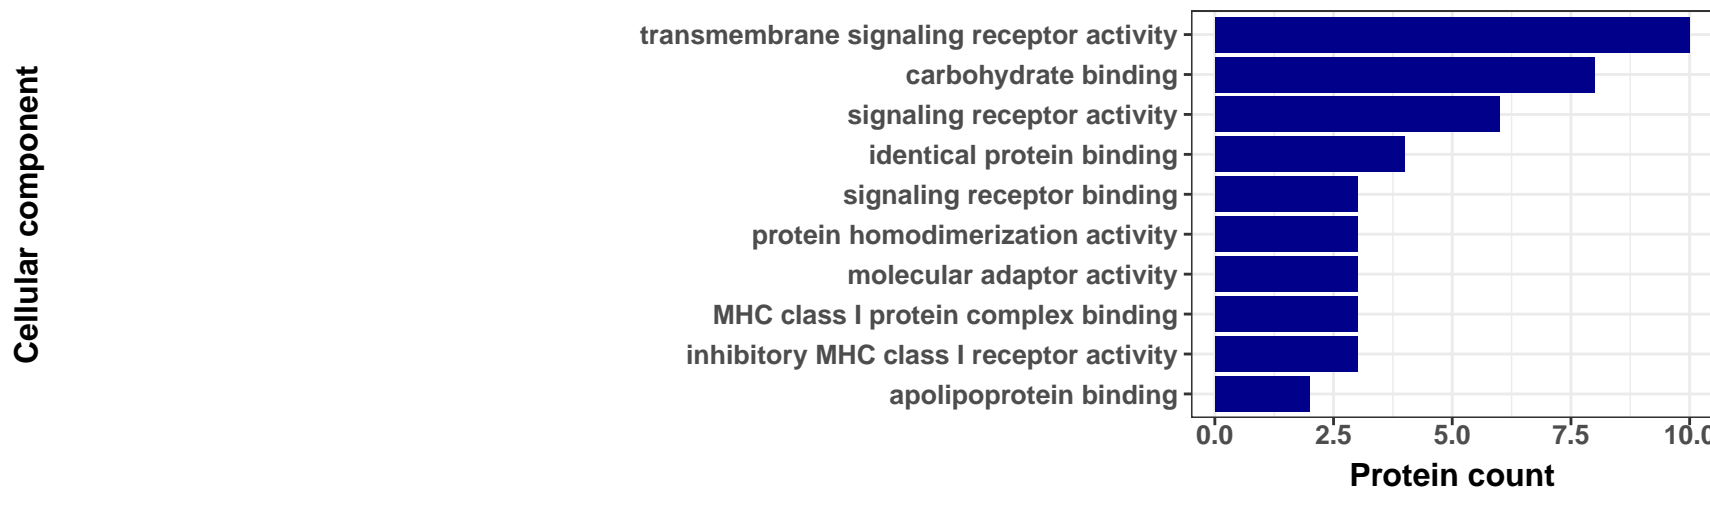 Cellular component
transmembrane signaling receptor activity
carbohydrate binding
signaling receptor activity
identical protein binding
signaling receptor binding
protein homodimerization activity
molecular adaptor activity
MHC class I protein complex binding
inhibitory MHC class I receptor activity
apolipoprotein binding
0.0 2.5 5.0 7.5 10.0
Protein count